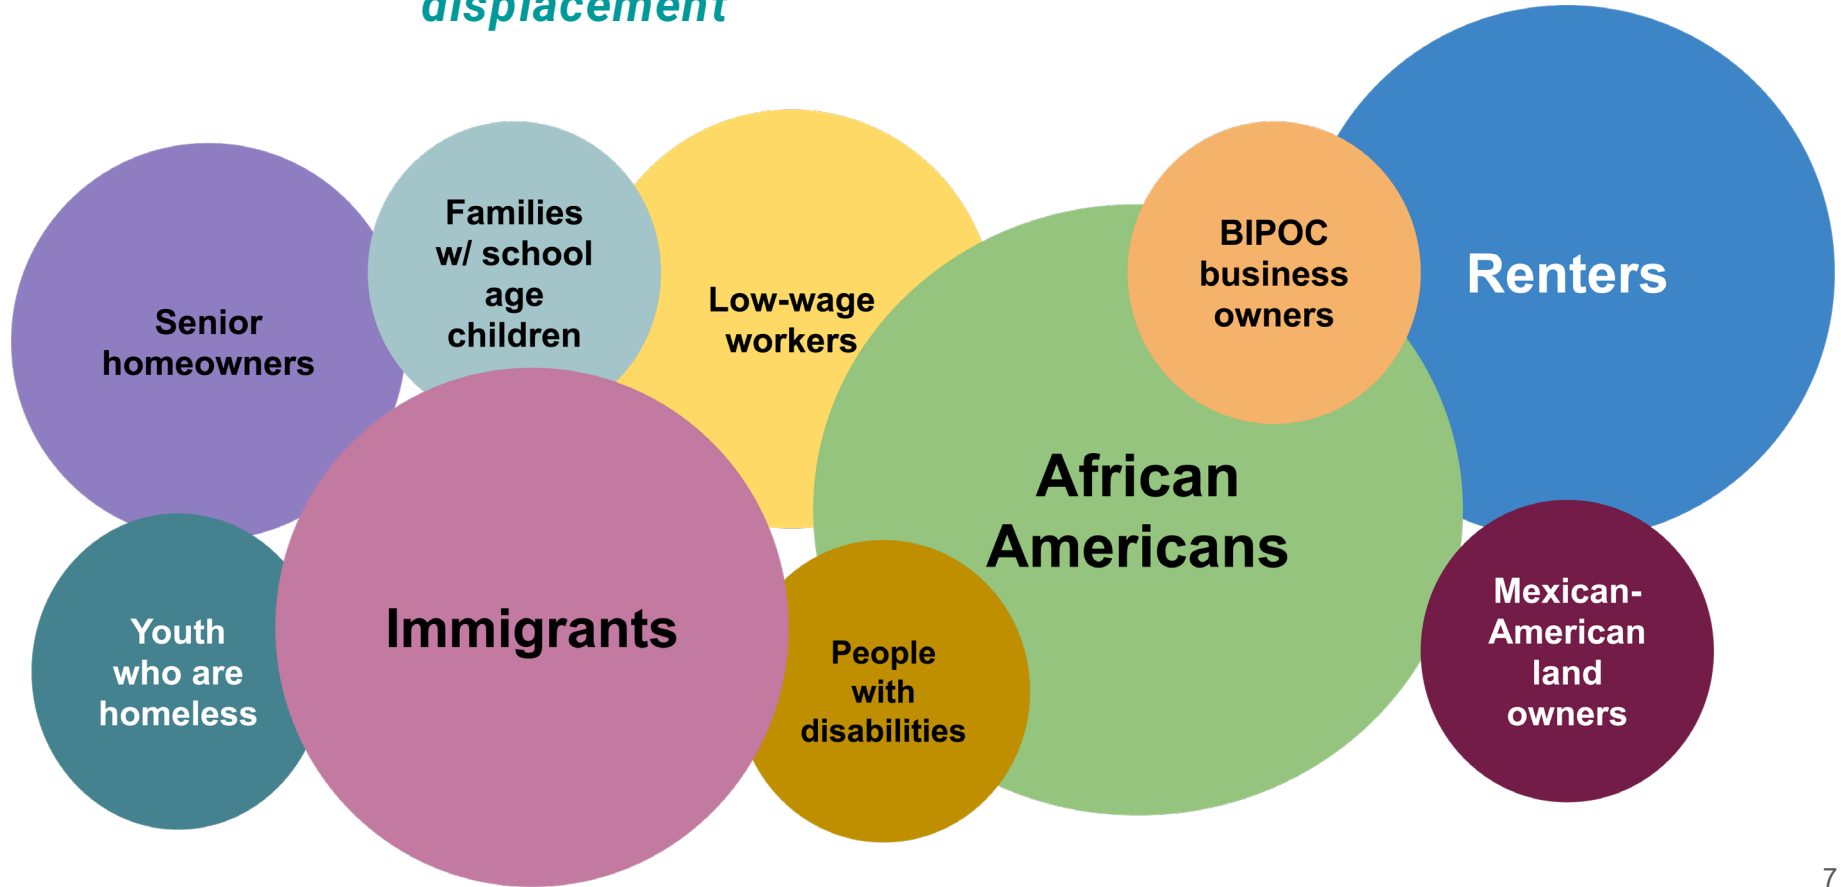 displacement
Senior
homeowners
Families
w/ school
age
children
Low-wage
workers
BIPOC
business
owners
Renters
African
Americans
Youth
who are
homeless
Immigrants
People
with
disabilities
Mexican-
American
land
owners
7